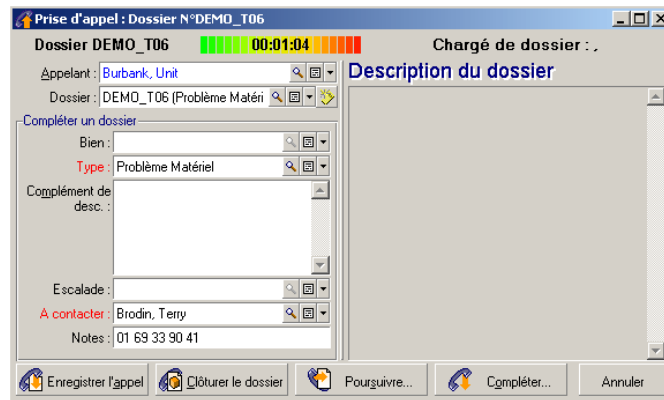 Prise d'appel : Dossier N°DEMO_T06
Dossier DEMO_T06 00:01:04 Chargé de dossier : ,
Appelant : Burbank, Unit
Dossier : DEMO_T06 (Problème Matéri
Description du dossier
Compléter un dossier
Bien :
Type : Problème Matériel
Complément de
desc. :
Escalade :
A contacter : Brodin, Terry
Notes : 01 69 33 90 41
Enregistrer l'appel Clôturer le dossier Poursuivre... Compléter... Annuler